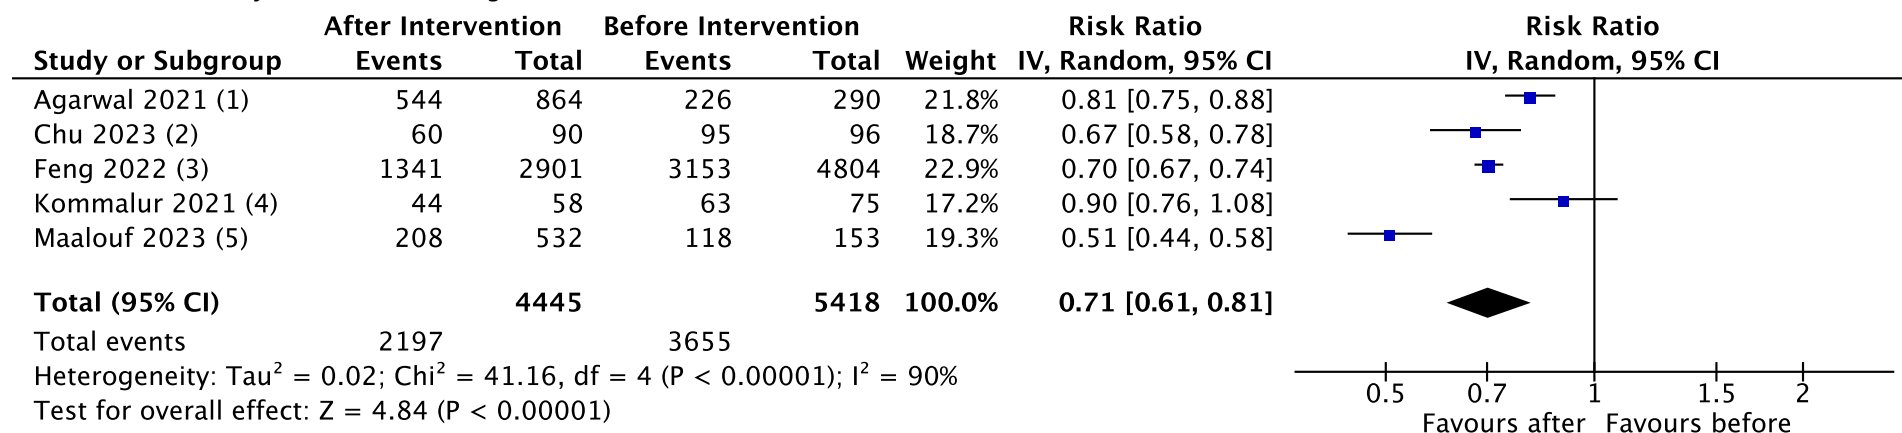 After Intervention Before Intervention Risk Ratio Risk Ratio
Study or Subgroup Events Total Events Total Weight IV, Random, 95% CI IV, Random, 95% CI
Agarwal 2021 (1) 544 864 226 290 21.8% 0.81 [0.75, 0.88]
Chu 2023 (2) 60 90 95 96 18.7% 0.67 [0.58, 0.78]
Feng 2022 (3) 1341 2901 3153 4804 22.9% 0.70 [0.67, 0.74]
Kommalur 2021 (4) 44 58 63 75 17.2% 0.90 [0.76, 1.08]
Maalouf 2023 (5) 208 532 118 153 19.3% 0.51 [0.44, 0.58]
Total (95% CI) 4445 5418 100.0% 0.71 [0.61, 0.81]
Total events 2197 3655
Heterogeneity: Tau² = 0.02; Chi² = 41.16, df = 4 (P < 0.00001); I² = 90%
Test for overall effect: Z = 4.84 (P < 0.00001)
0.5 0.7 1 1.5 2
Favours after Favours before